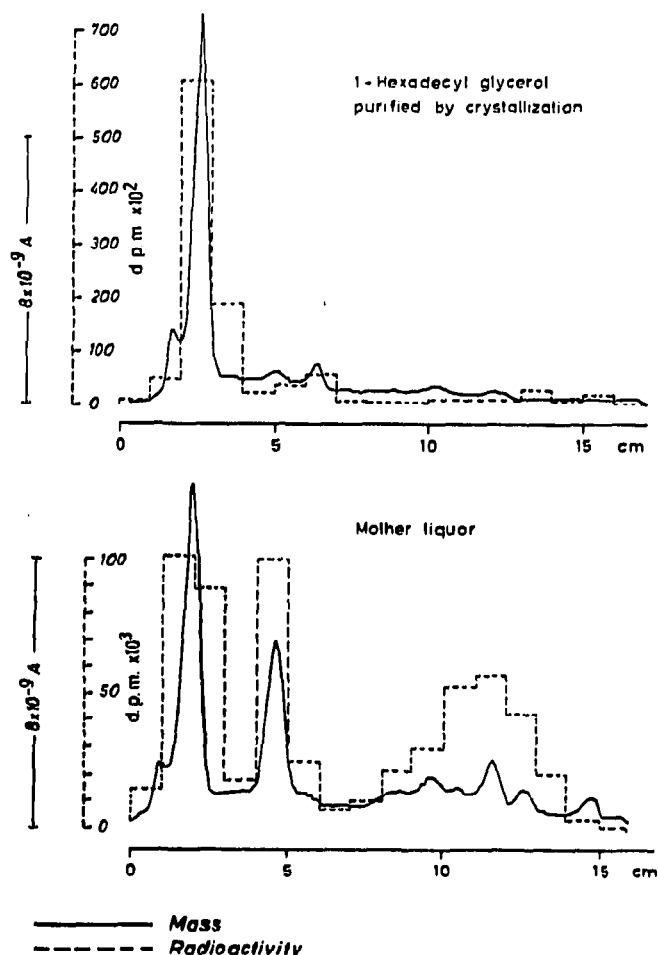 700
600
500
400
300
200
100
0
8x10-9 A
d p m x10²
1-Hexadecyl glycerol
purified by crystallization
0 5 10 15 cm
Mother liquor
100
50
0
8x10-9 A
d.p.m. x10³
0 5 10 15 cm
Mass
Radioactivity